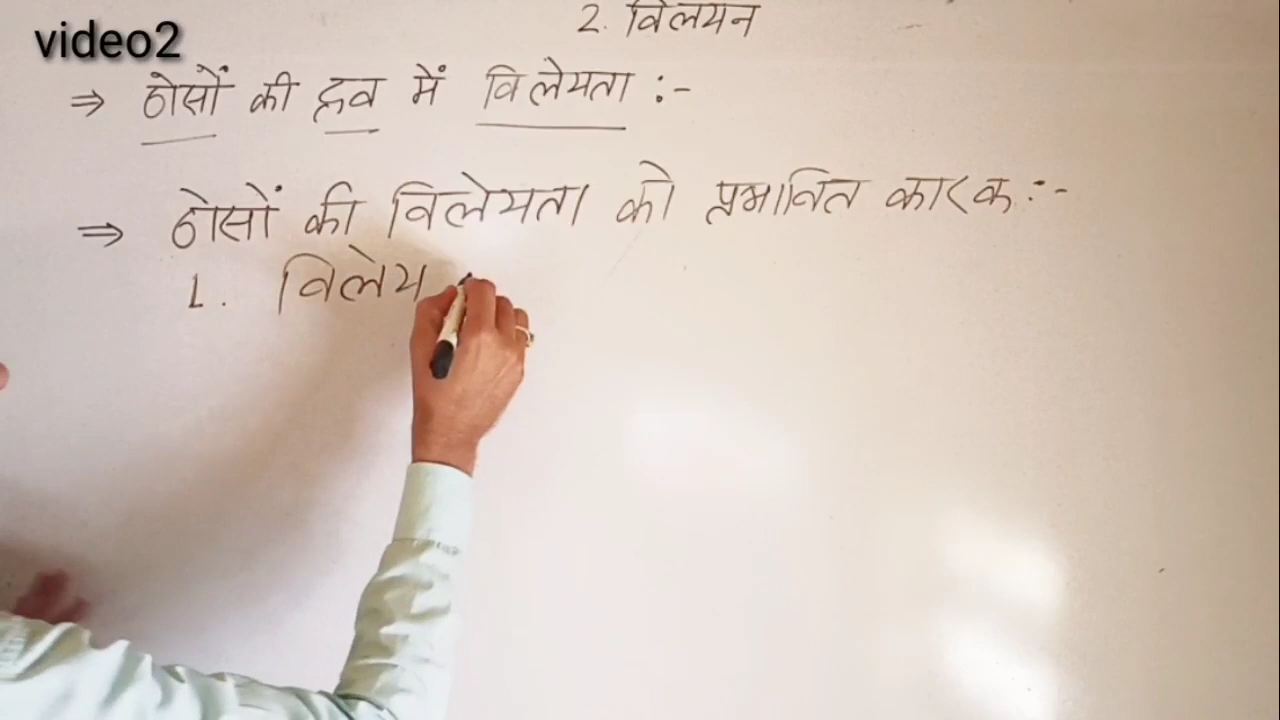 video2
2. विलयन
⇒ ठोसों की द्रव में विलेयता :-
⇒ ठोसों की विलेयता को प्रभावित कारक :-
1. विलेय